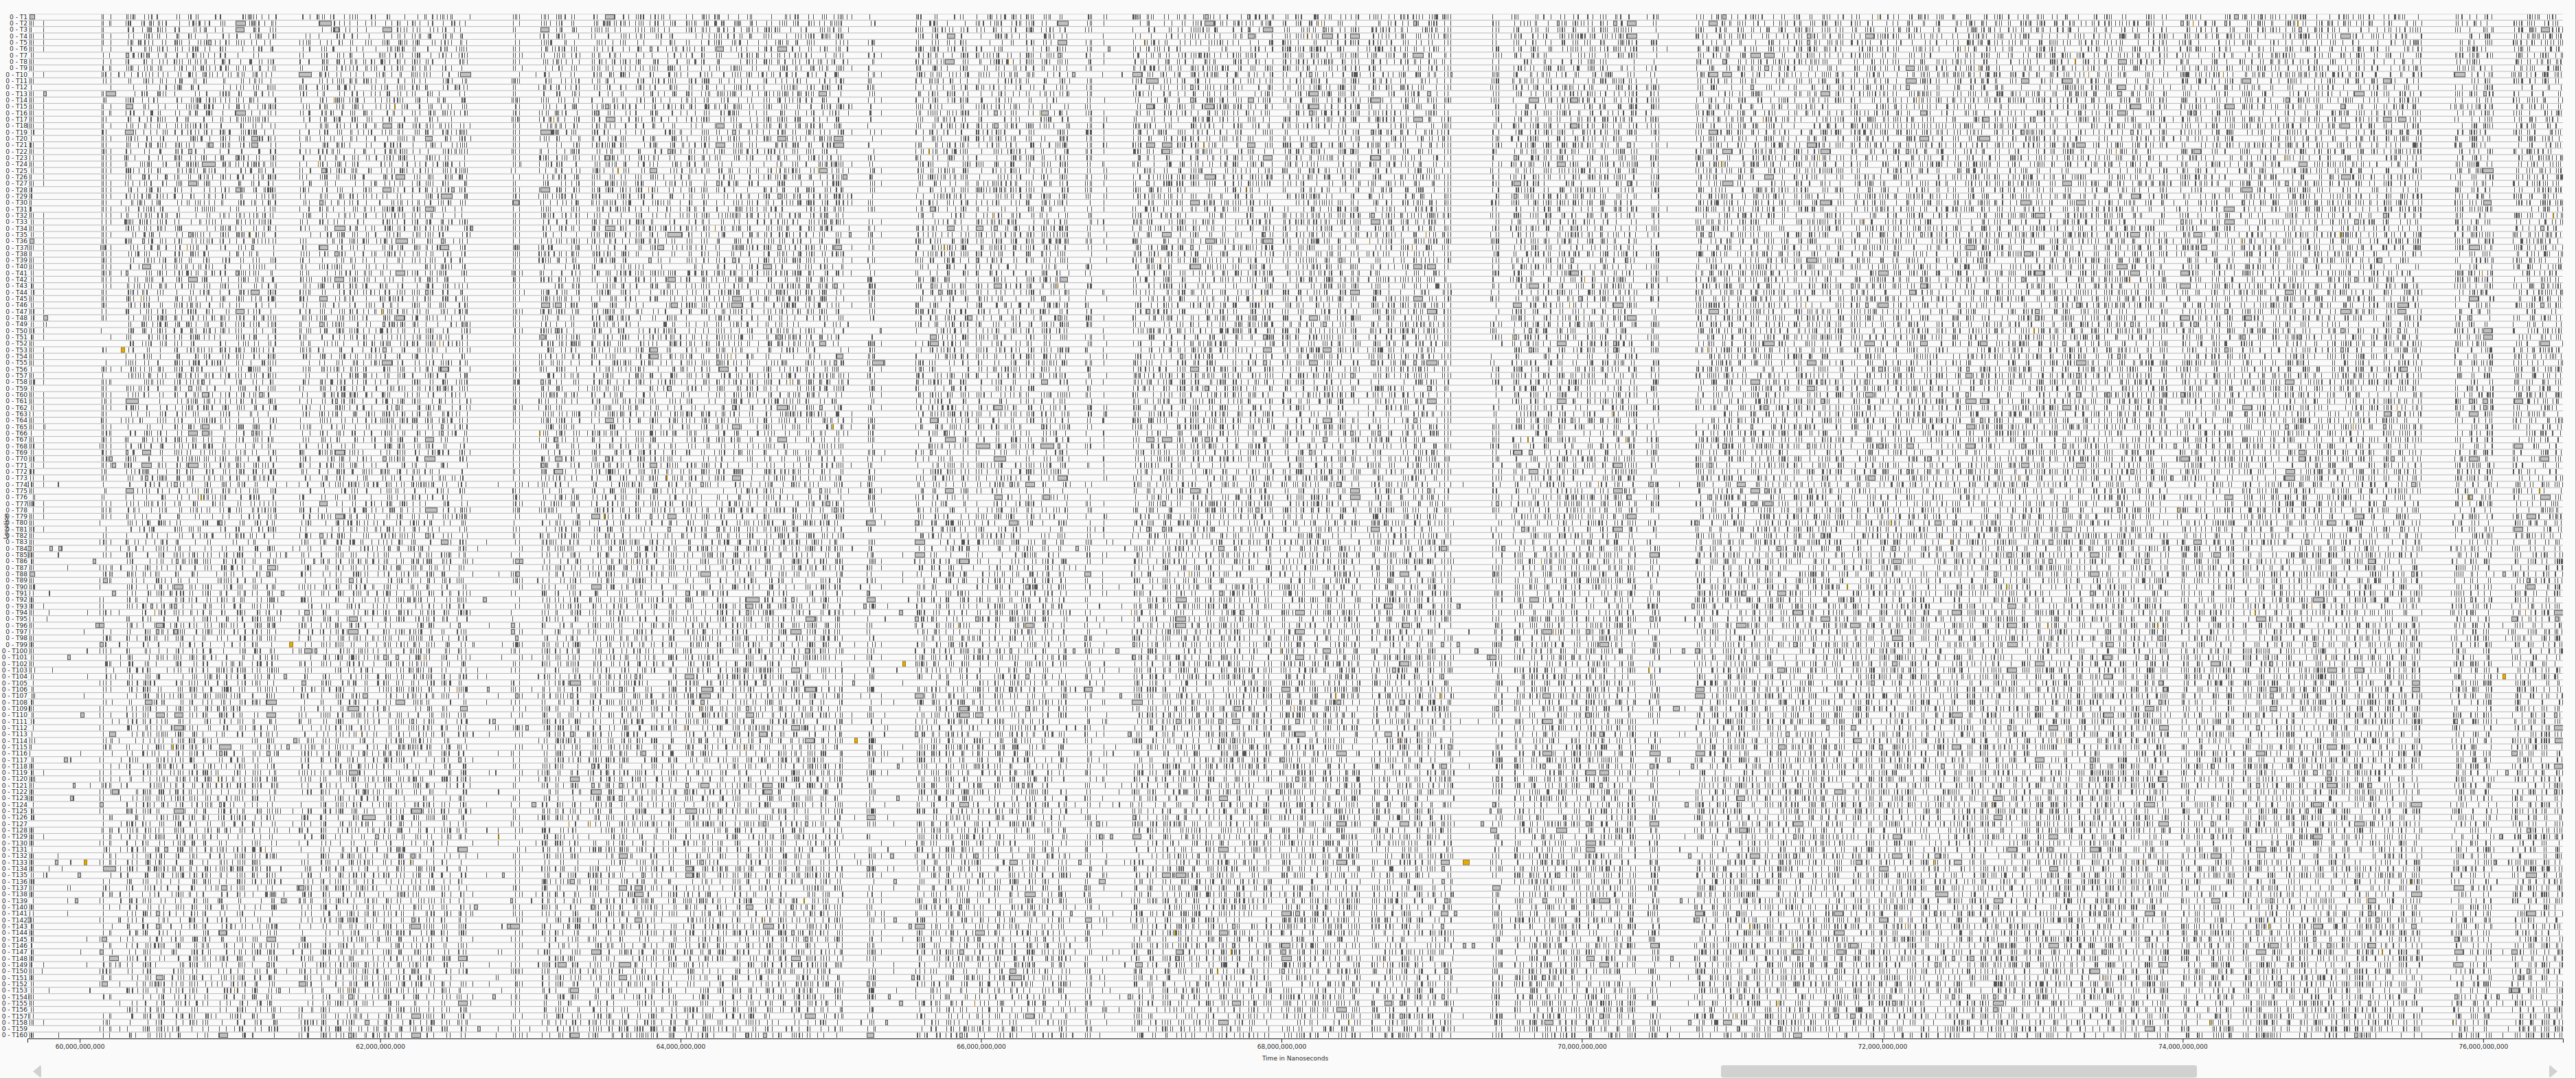 0 - T1
0 - T2
0 - T3
0 - T4
0 - T5
0 - T6
0 - T7
0 - T8
0 - T9
0 - T10
0 - T11
0 - T12
0 - T13
0 - T14
0 - T15
0 - T16
0 - T17
0 - T18
0 - T19
0 - T20
0 - T21
0 - T22
0 - T23
0 - T24
0 - T25
0 - T26
0 - T27
0 - T28
0 - T29
0 - T30
0 - T31
0 - T32
0 - T33
0 - T34
0 - T35
0 - T36
0 - T37
0 - T38
0 - T39
0 - T40
0 - T41
0 - T42
0 - T43
0 - T44
0 - T45
0 - T46
0 - T47
0 - T48
0 - T49
0 - T50
0 - T51
0 - T52
0 - T53
0 - T54
0 - T55
0 - T56
0 - T57
0 - T58
0 - T59
0 - T60
0 - T61
0 - T62
0 - T63
0 - T64
0 - T65
0 - T66
0 - T67
0 - T68
0 - T69
0 - T70
0 - T71
0 - T72
0 - T73
0 - T74
0 - T75
0 - T76
0 - T77
0 - T78
0 - T79
0 - T80
0 - T81
0 - T82
0 - T83
0 - T84
0 - T85
0 - T86
0 - T87
0 - T88
0 - T89
0 - T90
0 - T91
0 - T92
0 - T93
0 - T94
0 - T95
0 - T96
0 - T97
0 - T98
0 - T99
0 - T100
0 - T101
0 - T102
0 - T103
0 - T104
0 - T105
0 - T106
0 - T107
0 - T108
0 - T109
0 - T110
0 - T111
0 - T112
0 - T113
0 - T114
0 - T115
0 - T116
0 - T117
0 - T118
0 - T119
0 - T120
0 - T121
0 - T122
0 - T123
0 - T124
0 - T125
0 - T126
0 - T127
0 - T128
0 - T129
0 - T130
0 - T131
0 - T132
0 - T133
0 - T134
0 - T135
0 - T136
0 - T137
0 - T138
0 - T139
0 - T140
0 - T141
0 - T142
0 - T143
0 - T144
0 - T145
0 - T146
0 - T147
0 - T148
0 - T149
0 - T150
0 - T151
0 - T152
0 - T153
0 - T154
0 - T155
0 - T156
0 - T157
0 - T158
0 - T159
0 - T160
60,000,000,000 62,000,000,000 64,000,000,000 66,000,000,000 68,000,000,000 70,000,000,000 72,000,000,000 74,000,000,000 76,000,000,000
Time in Nanoseconds